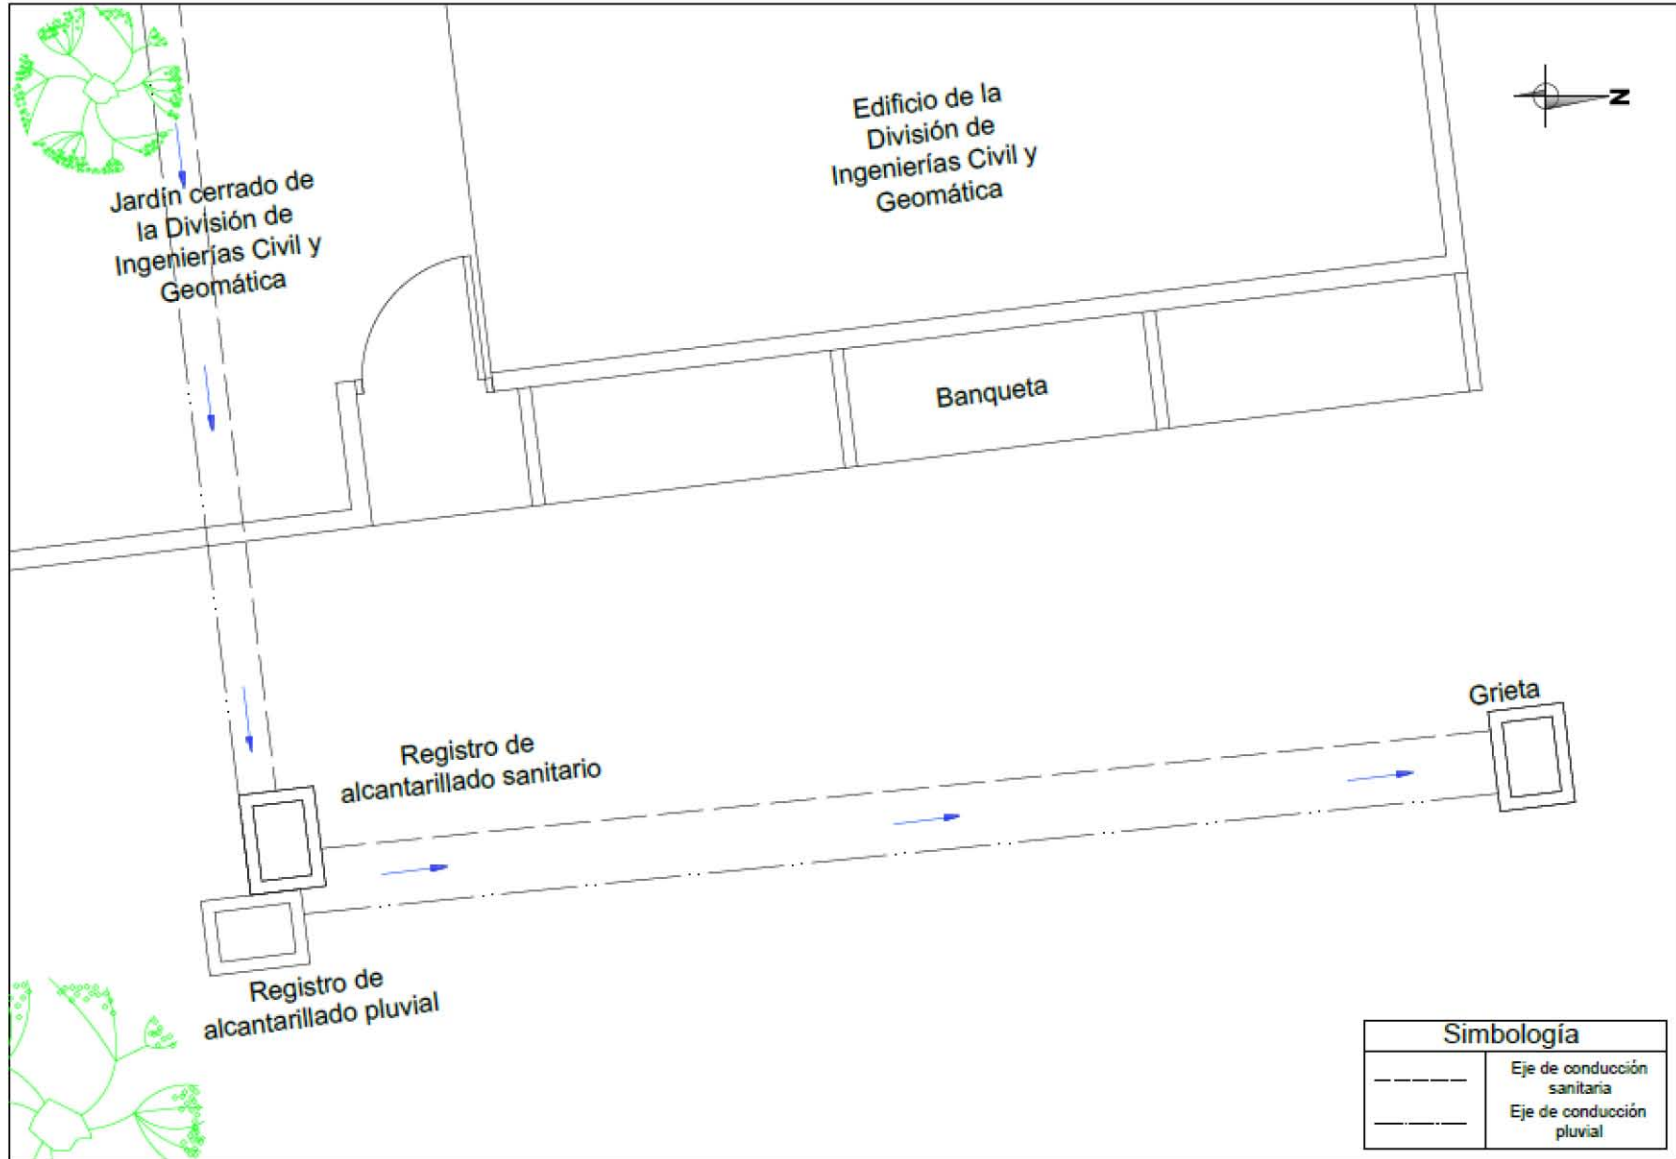 Edificio de la
División de
Ingenierías Civil y
Geomática
N
Jardín cerrado de
la División de
Ingenierías Civil y
Geomática
Banqueta
Grieta
Registro de
alcantarillado sanitario
Registro de
alcantarillado pluvial
Simbología
Eje de conducción
sanitaria
Eje de conducción
pluvial